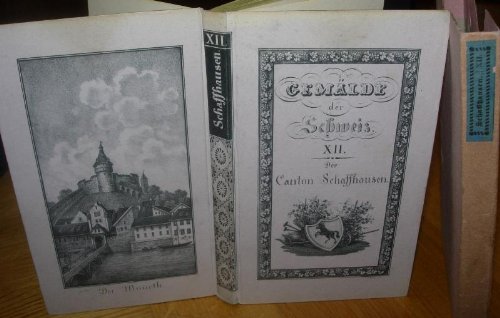 Der Munoth.
XII.
Schaffhausen.
GEMÄLDE
der
Schweiz.
XII.
Der
Canton Schaffhausen.